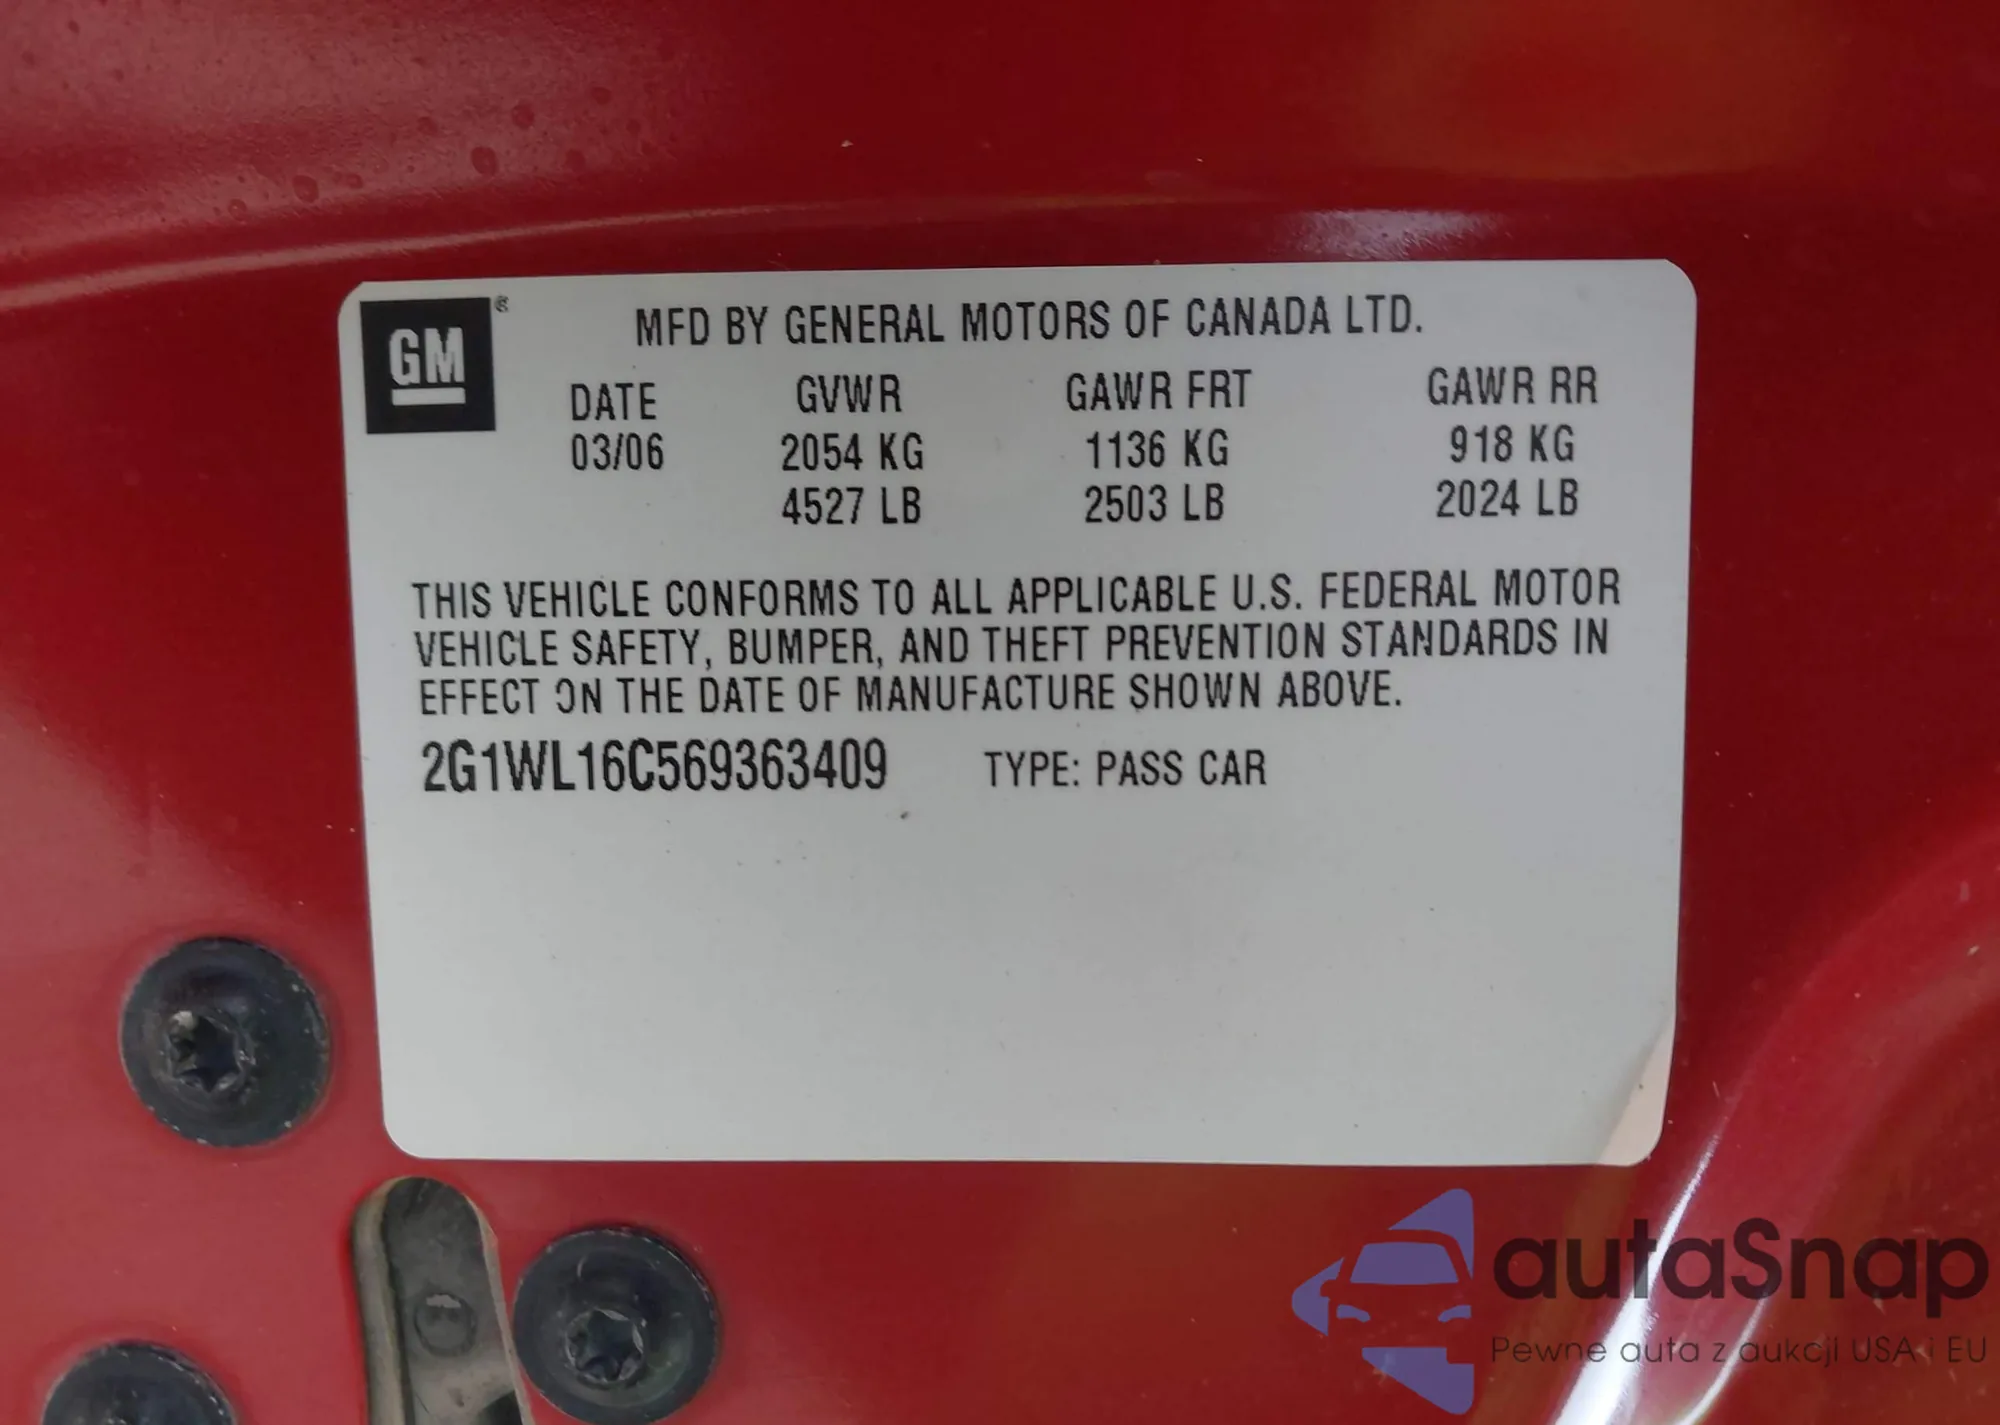 GM ®
MFD BY GENERAL MOTORS OF CANADA LTD.
DATE GVWR GAWR FRT GAWR RR
03/06 2054 KG 1136 KG 918 KG
4527 LB 2503 LB 2024 LB
THIS VEHICLE CONFORMS TO ALL APPLICABLE U.S. FEDERAL MOTOR
VEHICLE SAFETY, BUMPER, AND THEFT PREVENTION STANDARDS IN
EFFECT ON THE DATE OF MANUFACTURE SHOWN ABOVE.
2G1WL16C569363409 TYPE: PASS CAR
autaSnap
Pewne auta z aukcji USA i EU